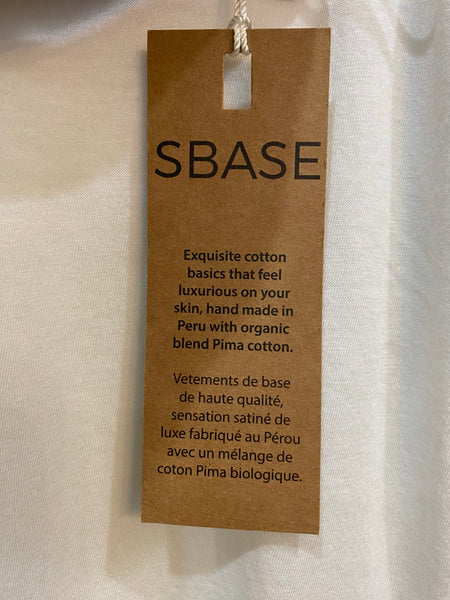 SBASE
Exquisite cotton
basics that feel
luxurious on your
skin, hand made in
Peru with organic
blend Pima cotton.
Vetements de base
de haute qualité,
sensation satiné de
luxe fabriqué au Pérou
avec un mélange de
coton Pima biologique.